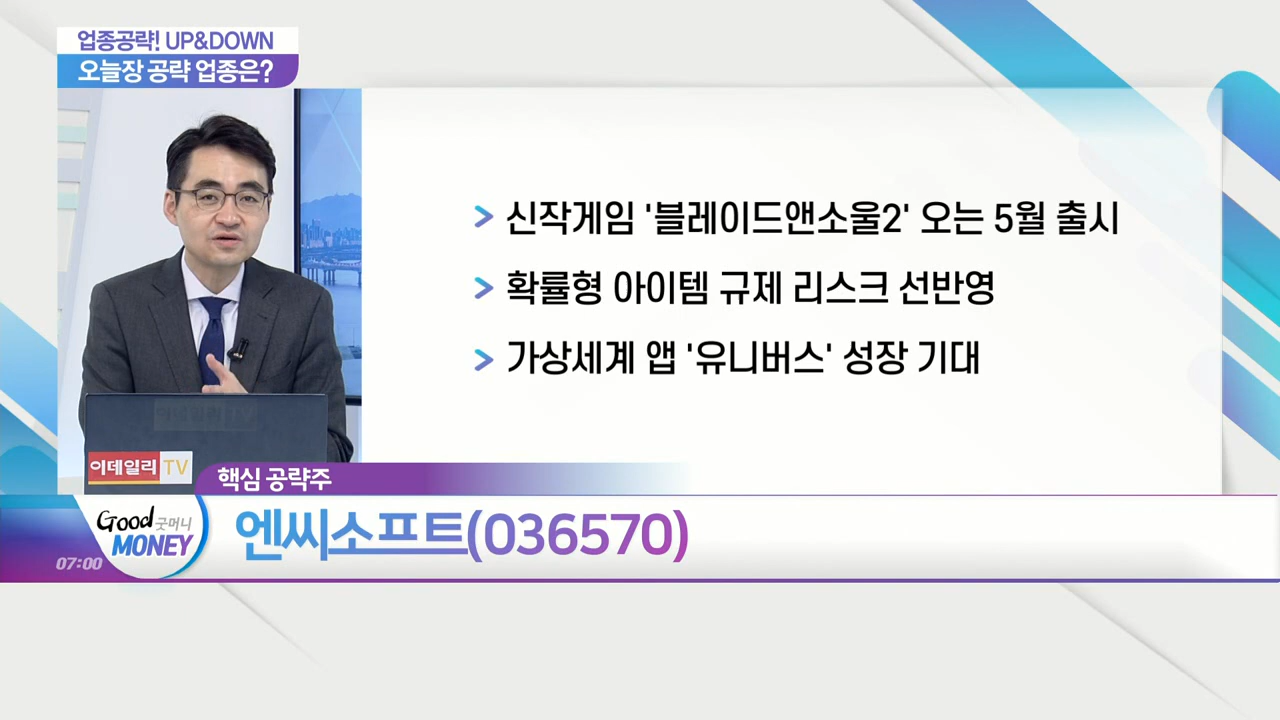 업종공략! UP&DOWN
오늘장 공략 업종은?
> 신작게임 '블레이드앤소울2' 오는 5월 출시
> 확률형 아이템 규제 리스크 선반영
> 가상세계 앱 '유니버스' 성장 기대
이데일리 TV
핵심 공략주
Good 굿머니
MONEY
엔씨소프트(036570)
07:00